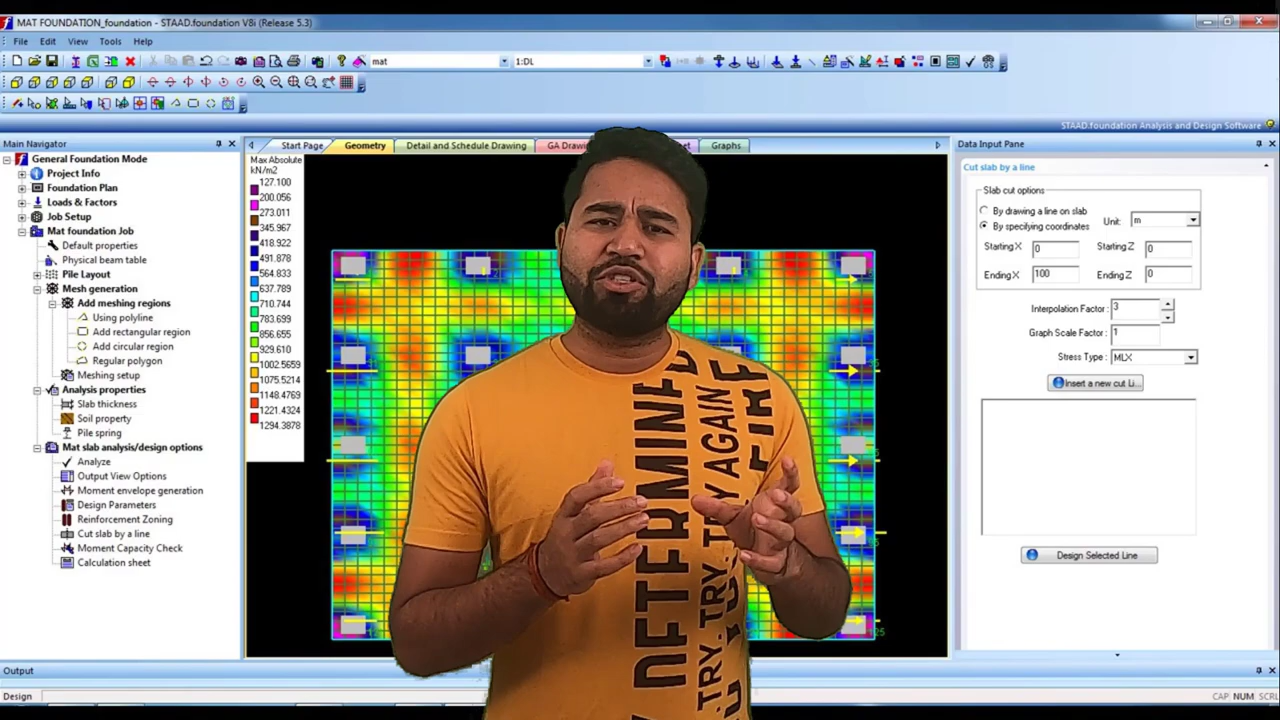 MAT FOUNDATION_foundation - STAAD.foundation V8i (Release 5.3)
File Edit View Tools Help
mat
1:DL
STAAD.foundation Analysis and Design Software
Main Navigator
General Foundation Mode
Project Info
Foundation Plan
Loads & Factors
Job Setup
Mat foundation Job
Default properties
Physical beam table
Pile Layout
Mesh generation
Add meshing regions
Using polyline
Add rectangular region
Add circular region
Regular polygon
Meshing setup
Analysis properties
Slab thickness
Soil property
Pile spring
Mat slab analysis/design options
Analyze
Output View Options
Moment envelope generation
Design Parameters
Reinforcement Zoning
Cut slab by a line
Moment Capacity Check
Calculation sheet
Start Page Geometry Detail and Schedule Drawing GA Graphs
Max Absolute
kN/m2
127.100
200.056
273.011
345.967
418.922
491.878
564.833
637.789
710.744
783.699
856.655
929.610
1002.5659
1075.5214
1148.4769
1221.4324
1294.3878
DETERMINED
TRY. TRY. TRY AGAIN
Data Input Pane
Cut slab by a line
Slab cut options
By drawing a line on slab
By specifying coordinates
Unit: m
Starting X 0 Starting Z 0
Ending X 100 Ending Z 0
Interpolation Factor : 3
Graph Scale Factor : 1
Stress Type : MLX
Insert a new cut Li...
Design Selected Line
Output
Design
CAP NUM SCRL